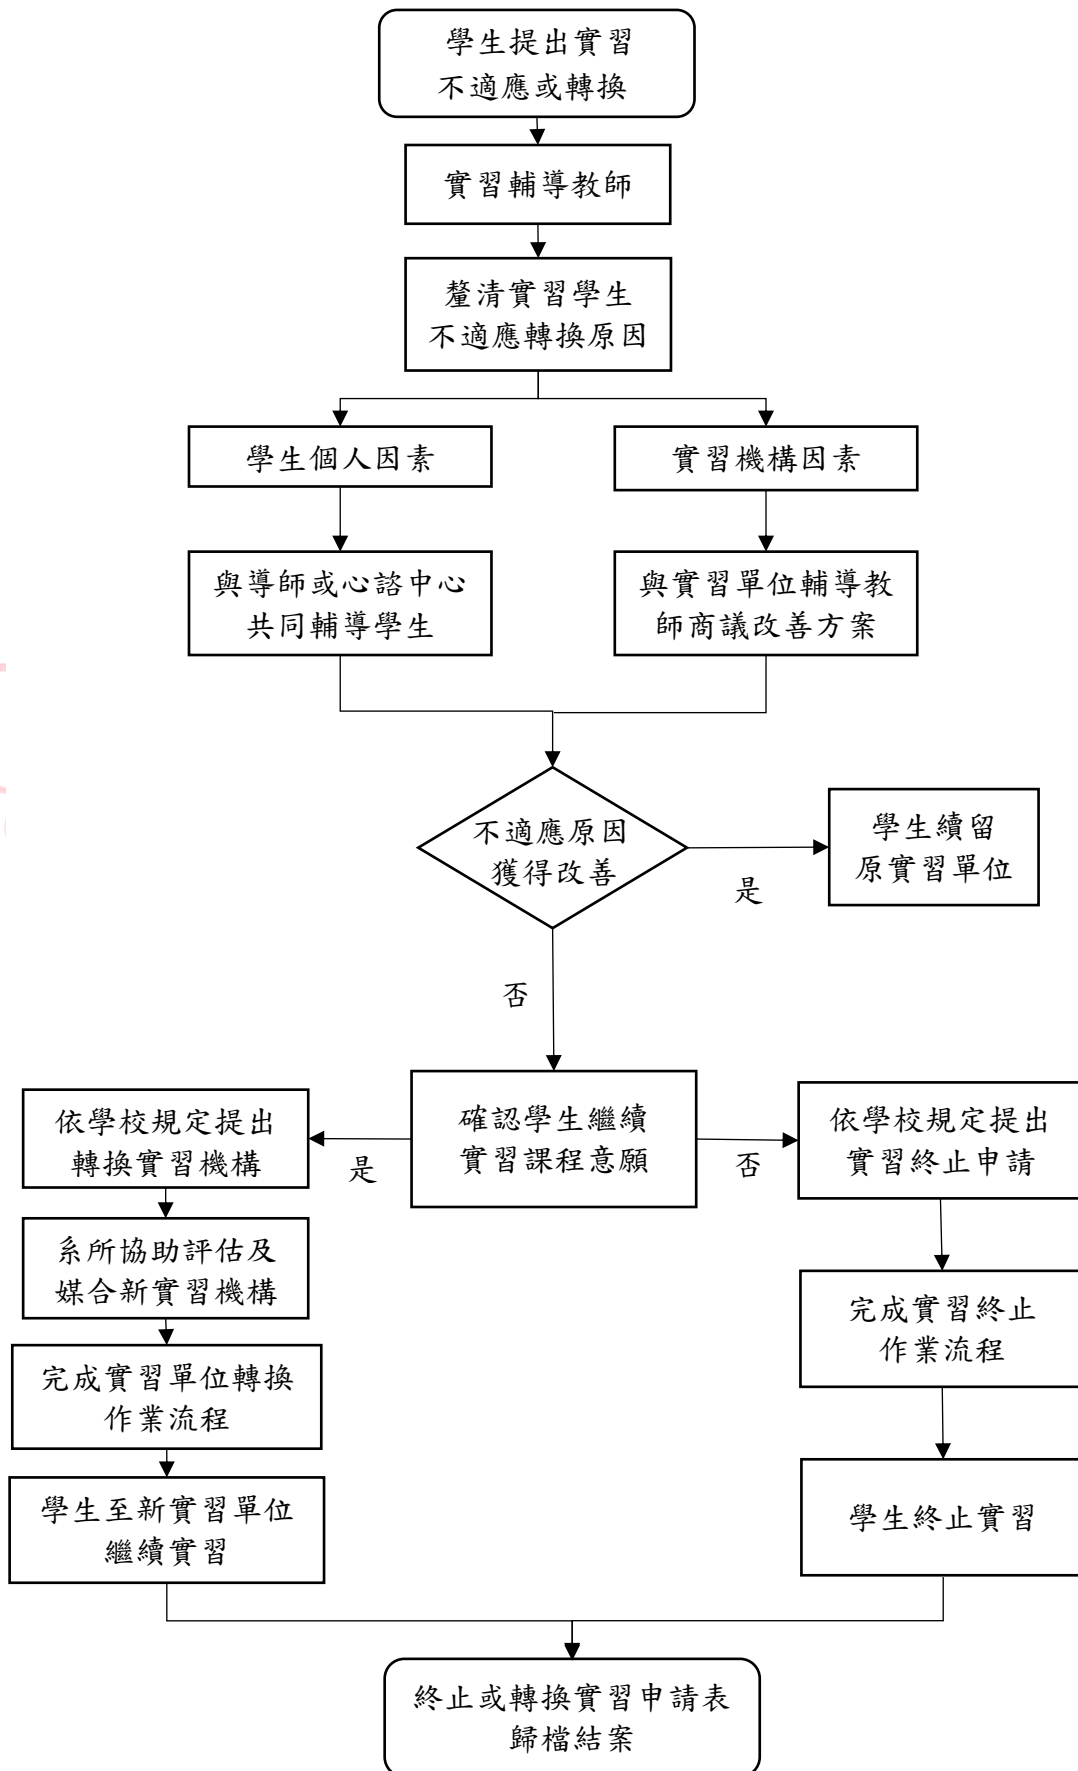 學生提出實習
不適應或轉換
實習輔導教師
釐清實習學生
不適應轉換原因
學生個人因素
實習機構因素
與導師或心諮中心
共同輔導學生
與實習單位輔導教
師商議改善方案
不適應原因
獲得改善
是
學生續留
原實習單位
否
確認學生繼續
實習課程意願
是
否
依學校規定提出
轉換實習機構
依學校規定提出
實習終止申請
系所協助評估及
媒合新實習機構
完成實習終止
作業流程
完成實習單位轉換
作業流程
學生至新實習單位
繼續實習
學生終止實習
終止或轉換實習申請表
歸檔結案